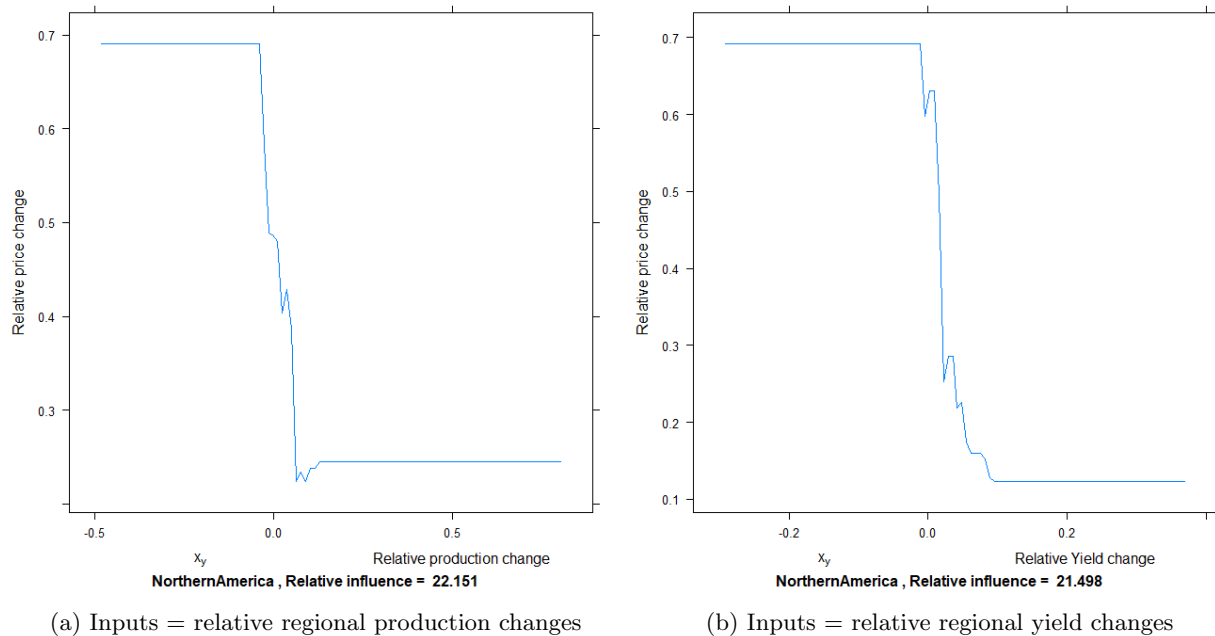 0.7
0.6
0.5
0.4
0.3
Relative price change
-0.5 0.0 0.5
xy Relative production change
NorthernAmerica , Relative influence = 22.151
(a) Inputs = relative regional production changes
0.7
0.6
0.5
0.4
0.3
0.2
0.1
Relative price change
-0.2 0.0 0.2
xy Relative Yield change
NorthernAmerica , Relative influence = 21.498
(b) Inputs = relative regional yield changes